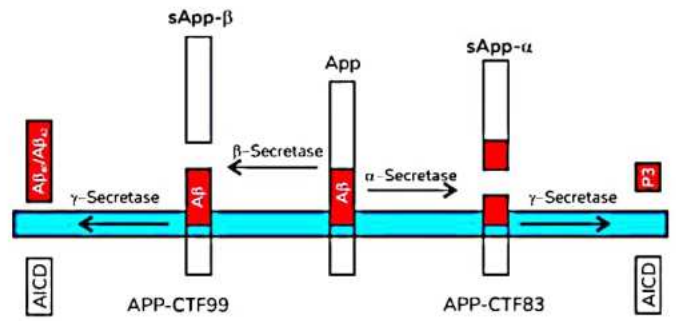 sApp-β
App
sApp-α
Aβ₄₀/Aβ₄₂
β-Secretase
α-Secretase
Aβ
Aβ
P3
γ-Secretase
γ-Secretase
AICD
AICD
APP-CTF99
APP-CTF83